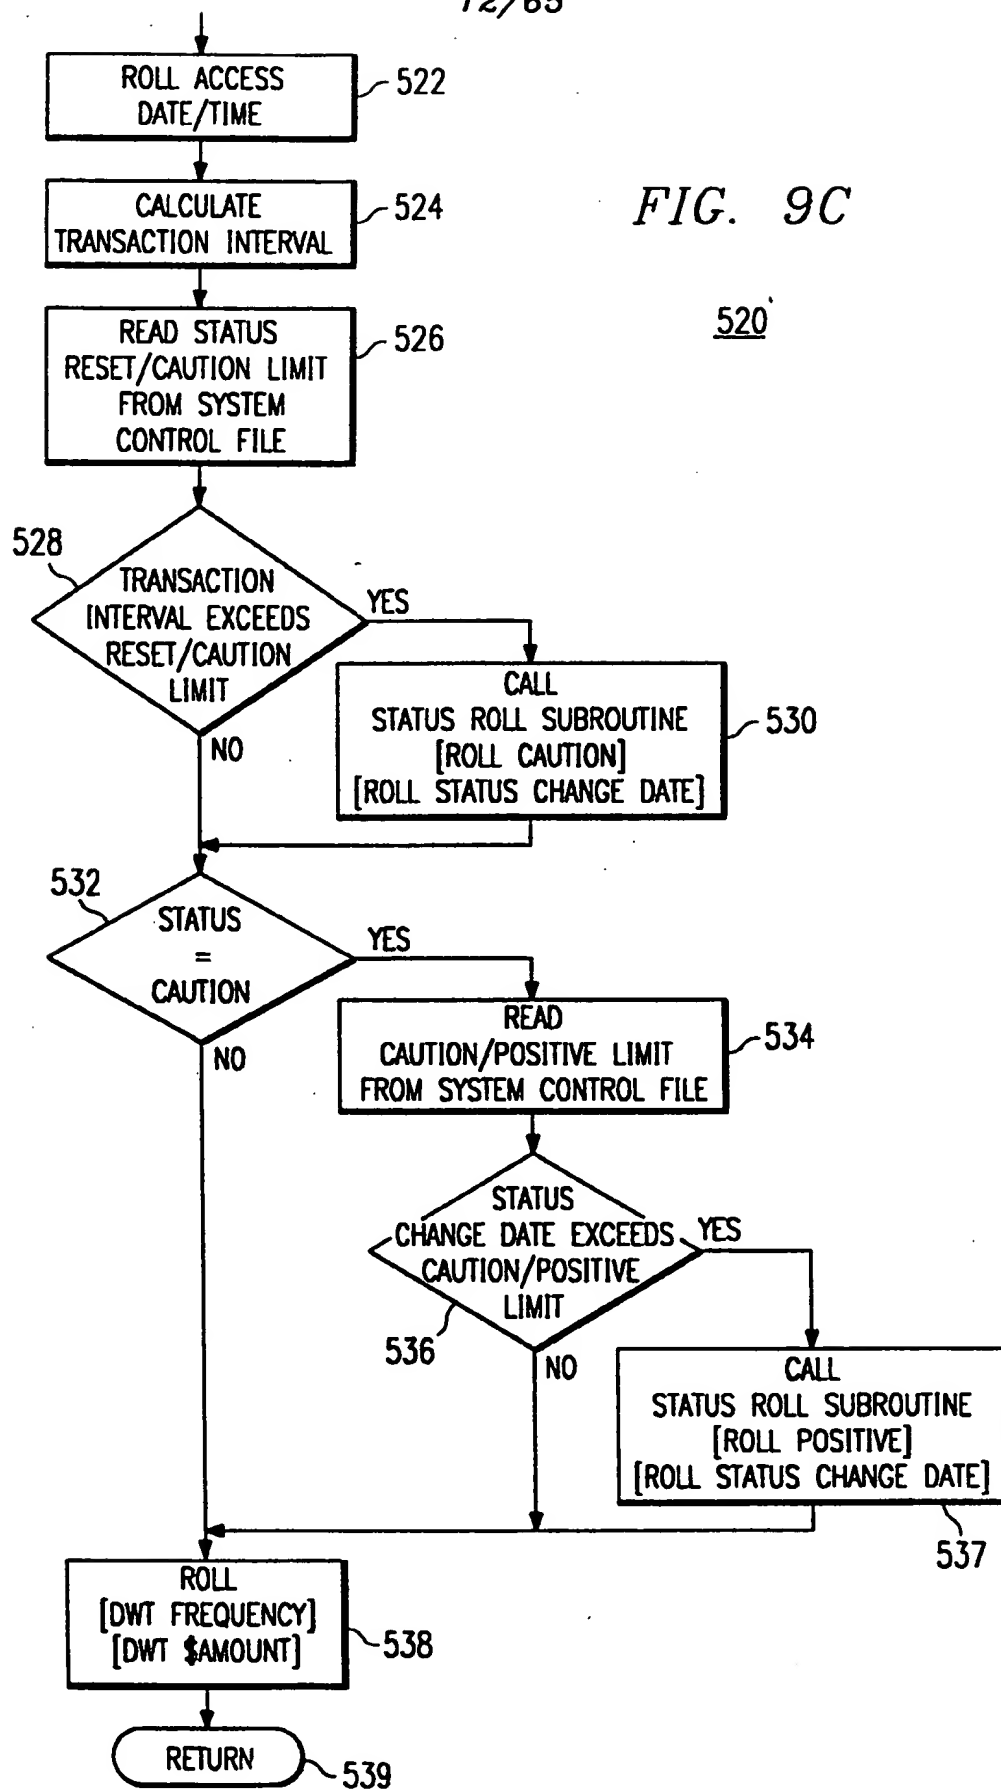 12/65
ROLL ACCESS
DATE/TIME
522
CALCULATE
TRANSACTION INTERVAL
524
FIG. 9C
520
READ STATUS
RESET/CAUTION LIMIT
FROM SYSTEM
CONTROL FILE
526
528
TRANSACTION
INTERVAL EXCEEDS
RESET/CAUTION
LIMIT
YES
NO
CALL
STATUS ROLL SUBROUTINE
[ROLL CAUTION]
[ROLL STATUS CHANGE DATE]
530
532
STATUS
=
CAUTION
YES
NO
READ
CAUTION/POSITIVE LIMIT
FROM SYSTEM CONTROL FILE
534
STATUS
CHANGE DATE EXCEEDS
CAUTION/POSITIVE
LIMIT
YES
536
NO
CALL
STATUS ROLL SUBROUTINE
[ROLL POSITIVE]
[ROLL STATUS CHANGE DATE]
537
ROLL
[DWT FREQUENCY]
[DWT $AMOUNT]
538
RETURN
539